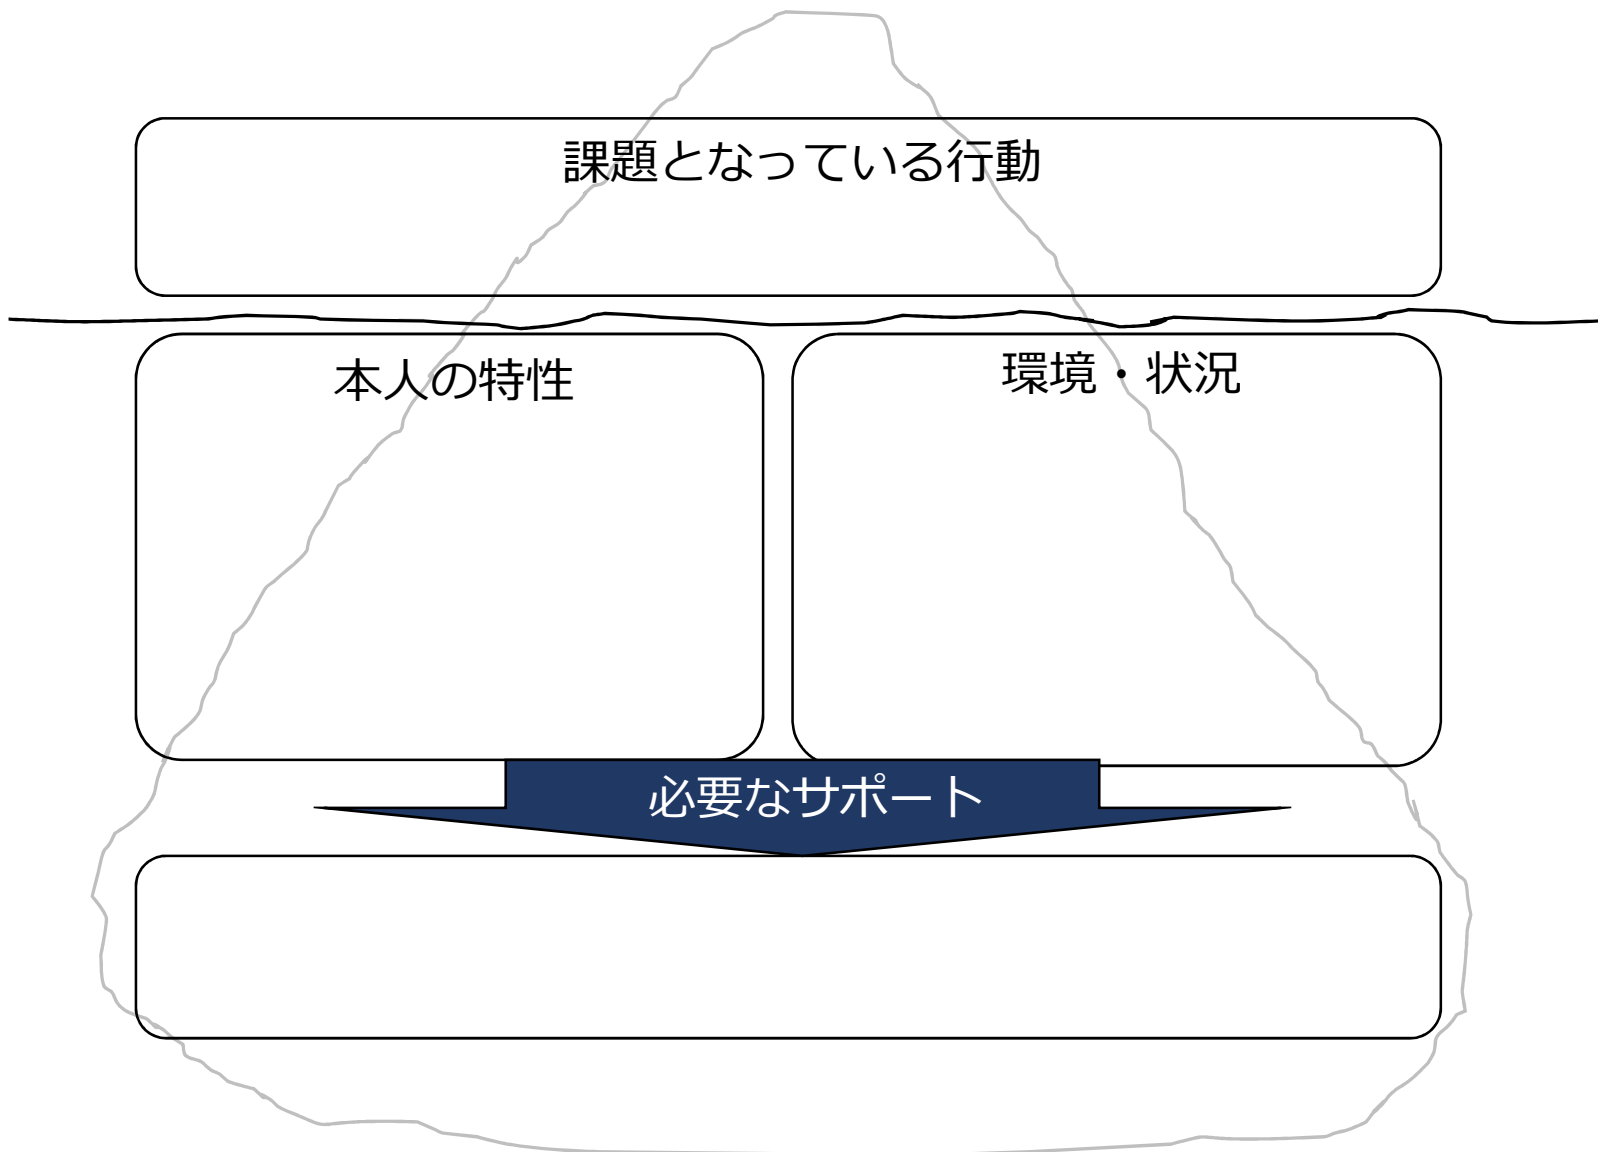 課題となっている行動
本人の特性
環境・状況
必要なサポート